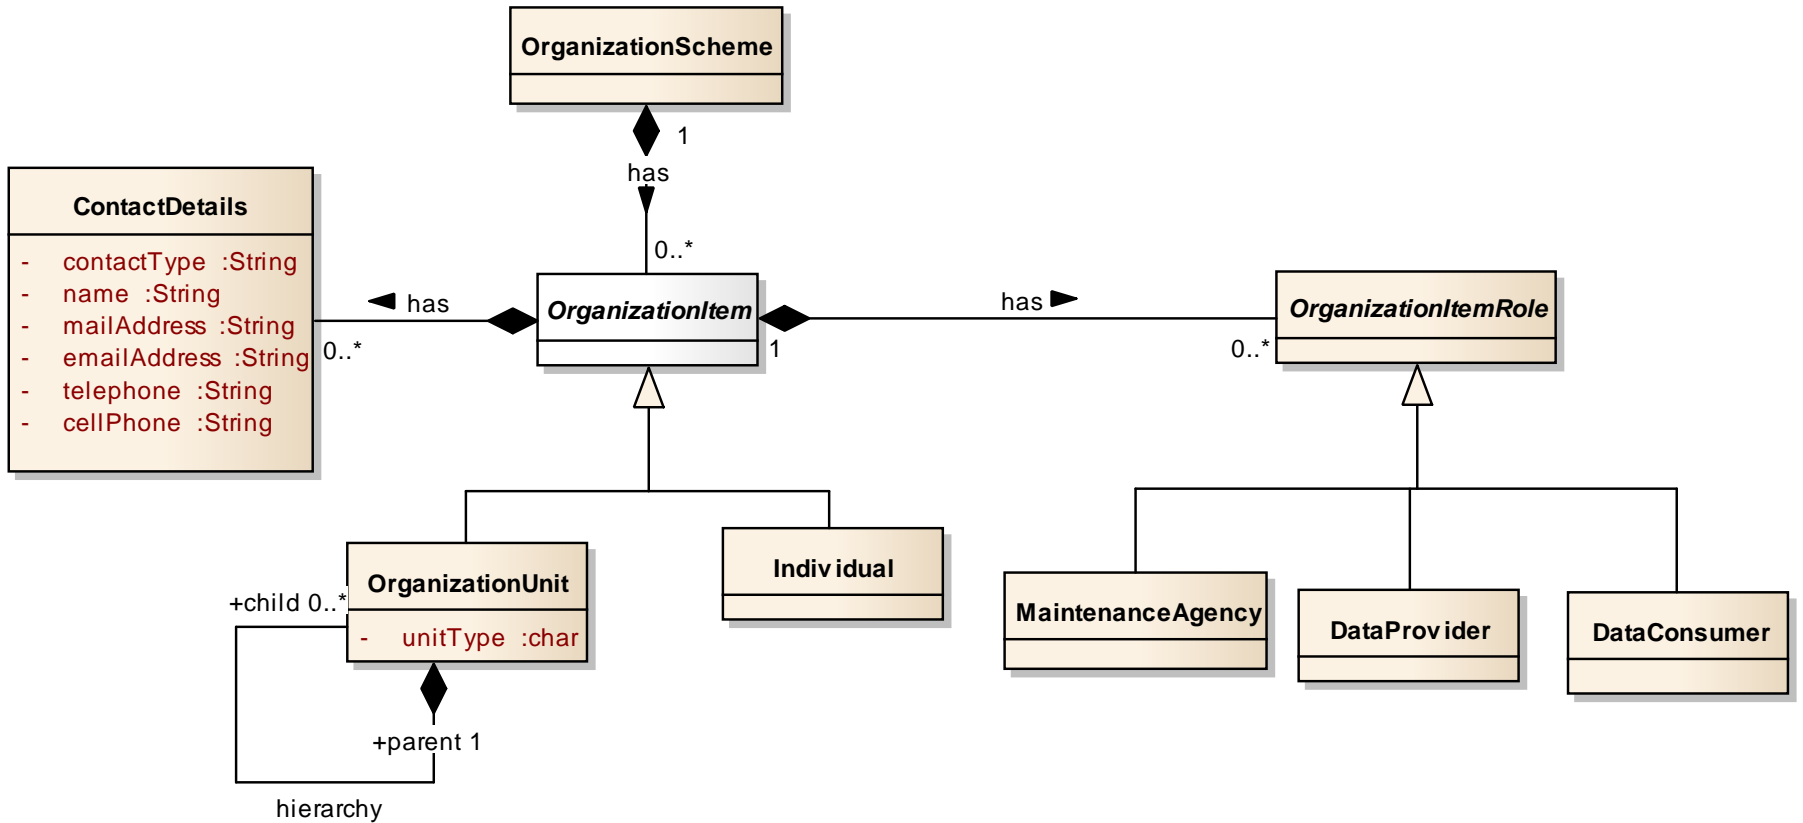 OrganizationScheme
1
has
0..*
ContactDetails
- contactType :String
- name :String
- mailAddress :String
- emailAddress :String
- telephone :String
- cellPhone :String
has
0..*
OrganizationItem
1
has
0..*
OrganizationItemRole
OrganizationUnit
- unitType :char
+child 0..*
+parent 1
hierarchy
Individual
MaintenanceAgency
DataProvider
DataConsumer